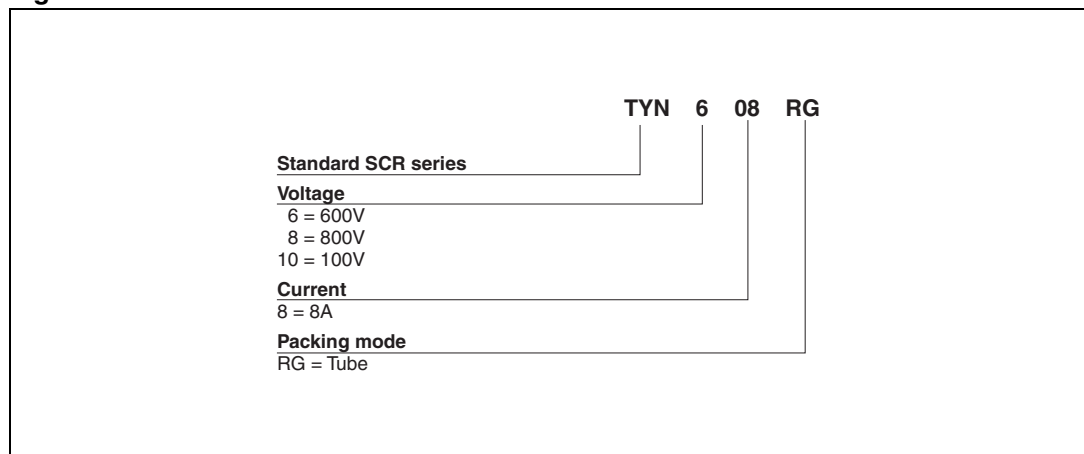 TYN 6 08 RG
Standard SCR series
Voltage
6 = 600V
8 = 800V
10 = 100V
Current
8 = 8A
Packing mode
RG = Tube